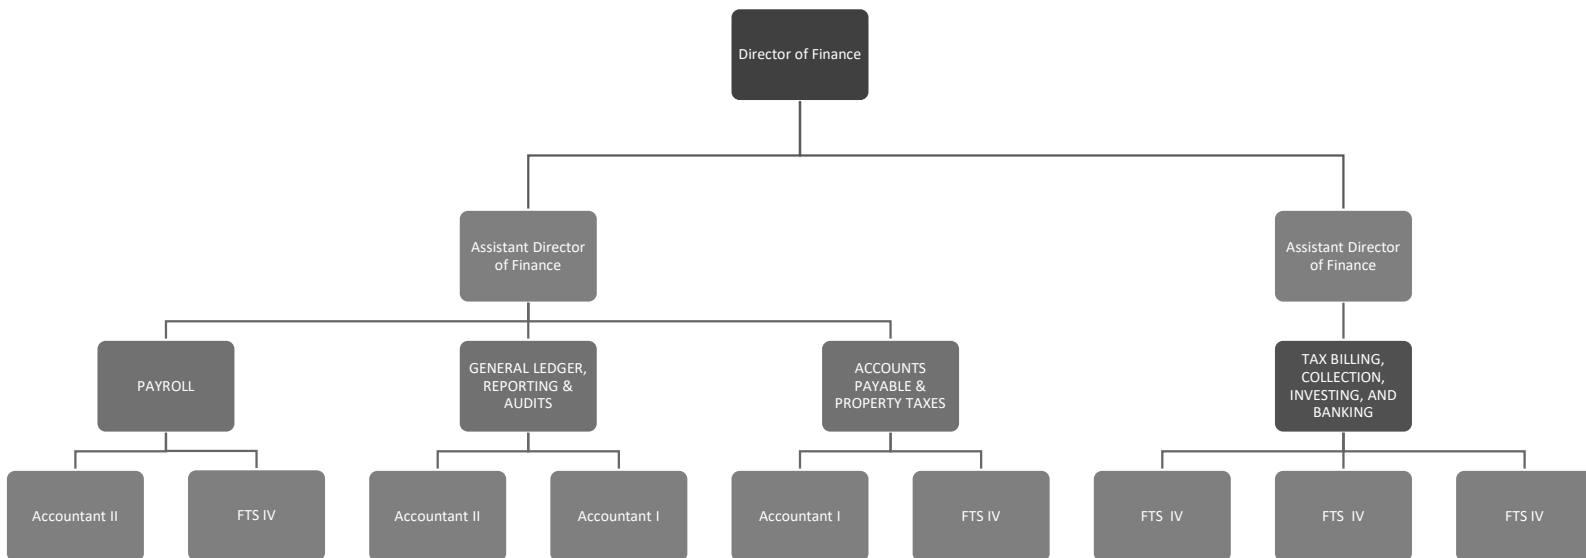 Director of Finance
Assistant Director
of Finance
Assistant Director
of Finance
PAYROLL
GENERAL LEDGER,
REPORTING &
AUDITS
ACCOUNTS
PAYABLE &
PROPERTY TAXES
TAX BILLING,
COLLECTION,
INVESTING, AND
BANKING
Accountant II
FTS IV
Accountant II
Accountant I
Accountant I
FTS IV
FTS  IV
FTS  IV
FTS IV